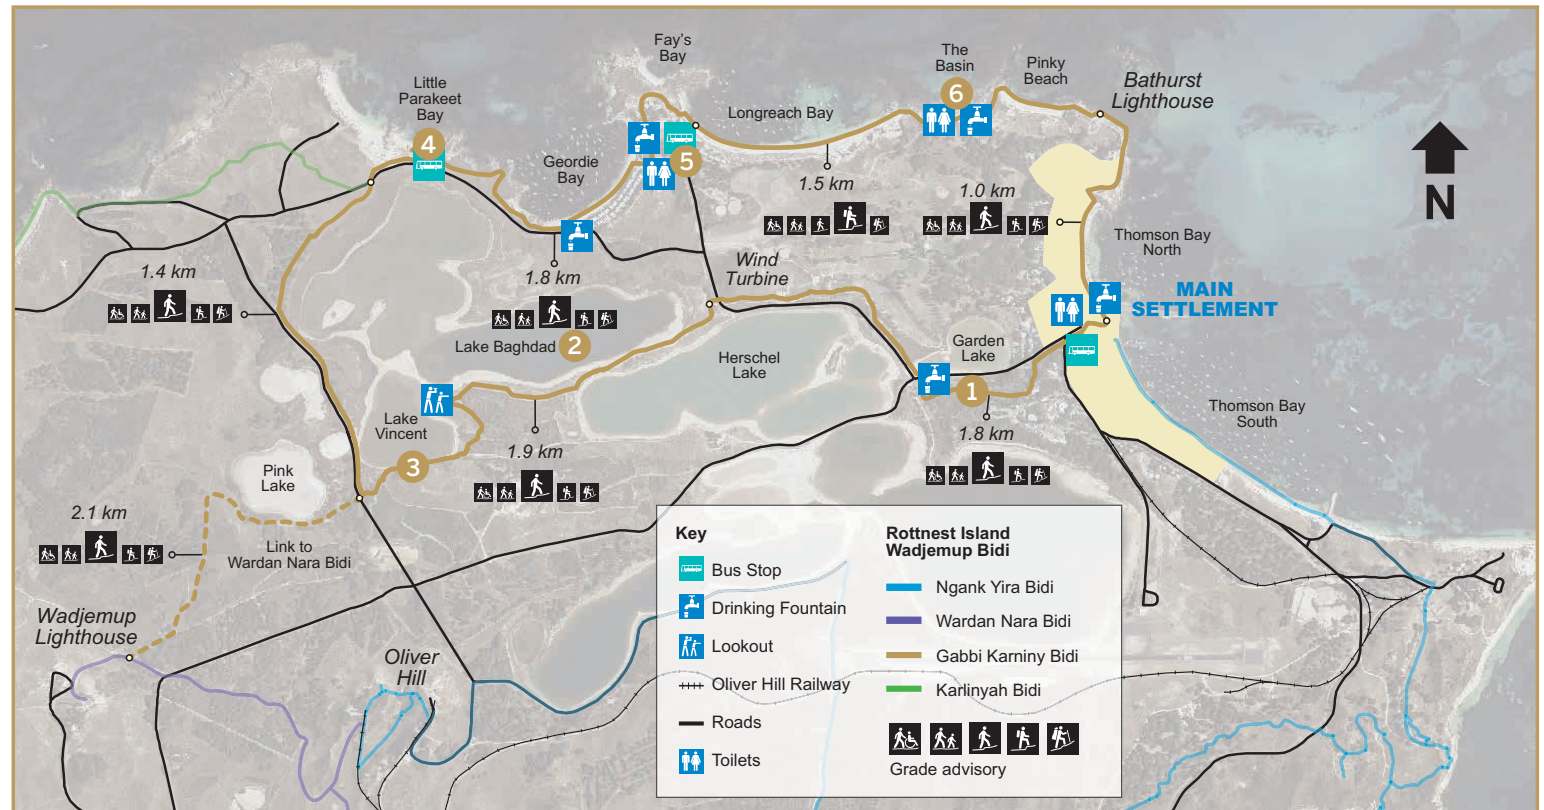 Fay's
Bay
The
Basin
Pinky
Beach
Bathurst
Lighthouse
Little
Parakeet
Bay
6
Longreach Bay
4
Geordie
Bay
5
N
1.5 km
1.0 km
Thomson Bay
North
Wind
Turbine
1.4 km
1.8 km
MAIN
SETTLEMENT
Lake Baghdad
2
Herschel
Lake
Garden
Lake
1
Lake
Vincent
Thomson Bay
South
1.8 km
1.9 km
3
Pink
Lake
2.1 km
Link to
Wardan Nara Bidi
Wadjemup
Lighthouse
Oliver
Hill
Key
Bus Stop
Drinking Fountain
Lookout
Oliver Hill Railway
Roads
Toilets
Rottnest Island
Wadjemup Bidi
Ngank Yira Bidi
Wardan Nara Bidi
Gabbi Karniny Bidi
Karlinyah Bidi
Grade advisory